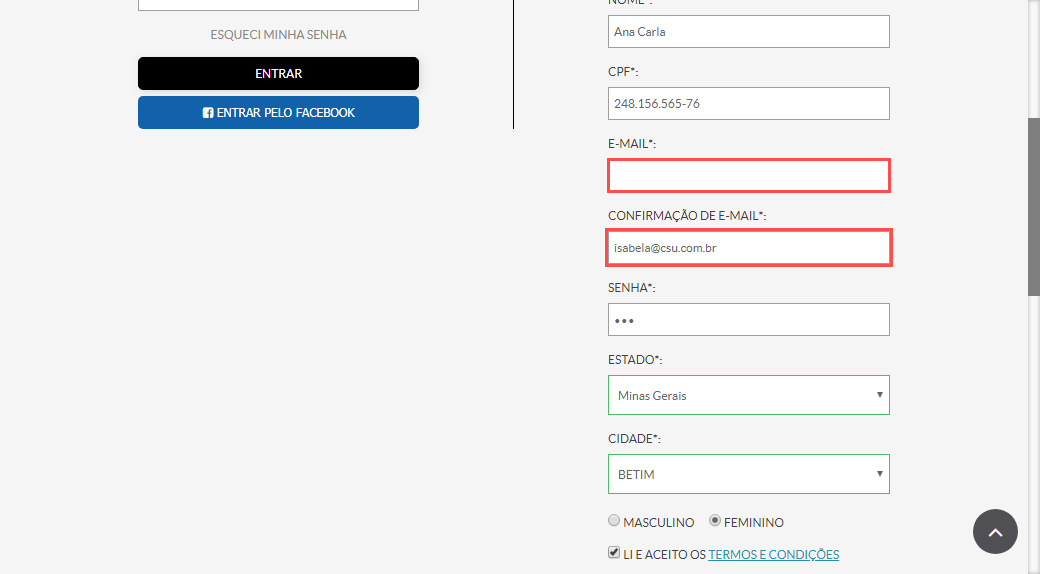 ESQUECI MINHA SENHA
ENTRAR
ENTRAR PELO FACEBOOK
NOME*:
Ana Carla
CPF*:
248.156.565-76
E-MAIL*:
CONFIRMAÇÃO DE E-MAIL*:
isabela@csu.com.br
SENHA*:
•••
ESTADO*:
Minas Gerais
CIDADE*:
BETIM
MASCULINO FEMININO
LI E ACEITO OS TERMOS E CONDIÇÕES